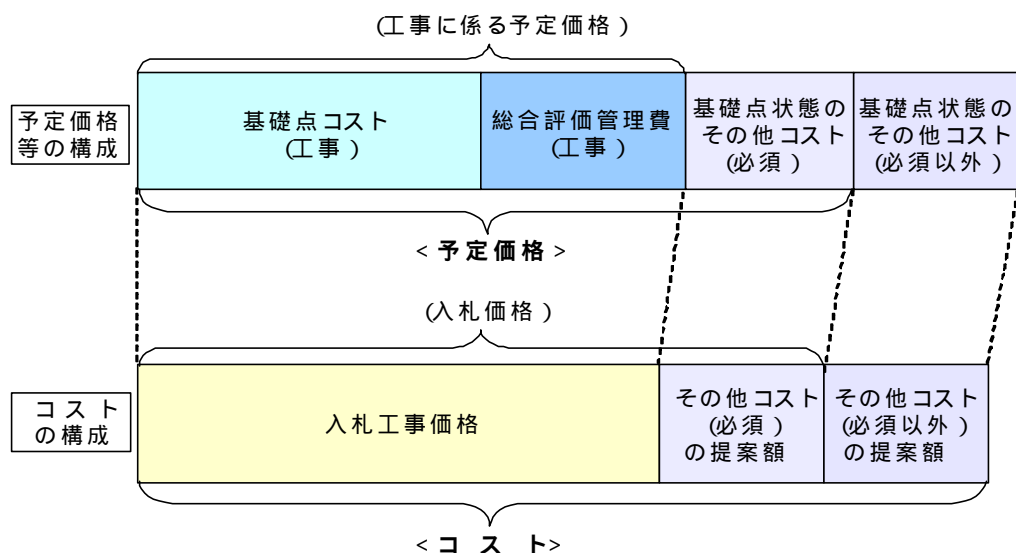 (工事に係る予定価格)
予定価格
等の構成
基礎点コスト
(工事)
総合評価管理費
(工事)
基礎点状態の
その他コスト
(必須)
基礎点状態の
その他コスト
(必須以外)
<予定価格>
(入札価格)
コスト
の構成
入札工事価格
その他コスト
(必須)
の提案額
その他コスト
(必須以外)
の提案額
<コスト>